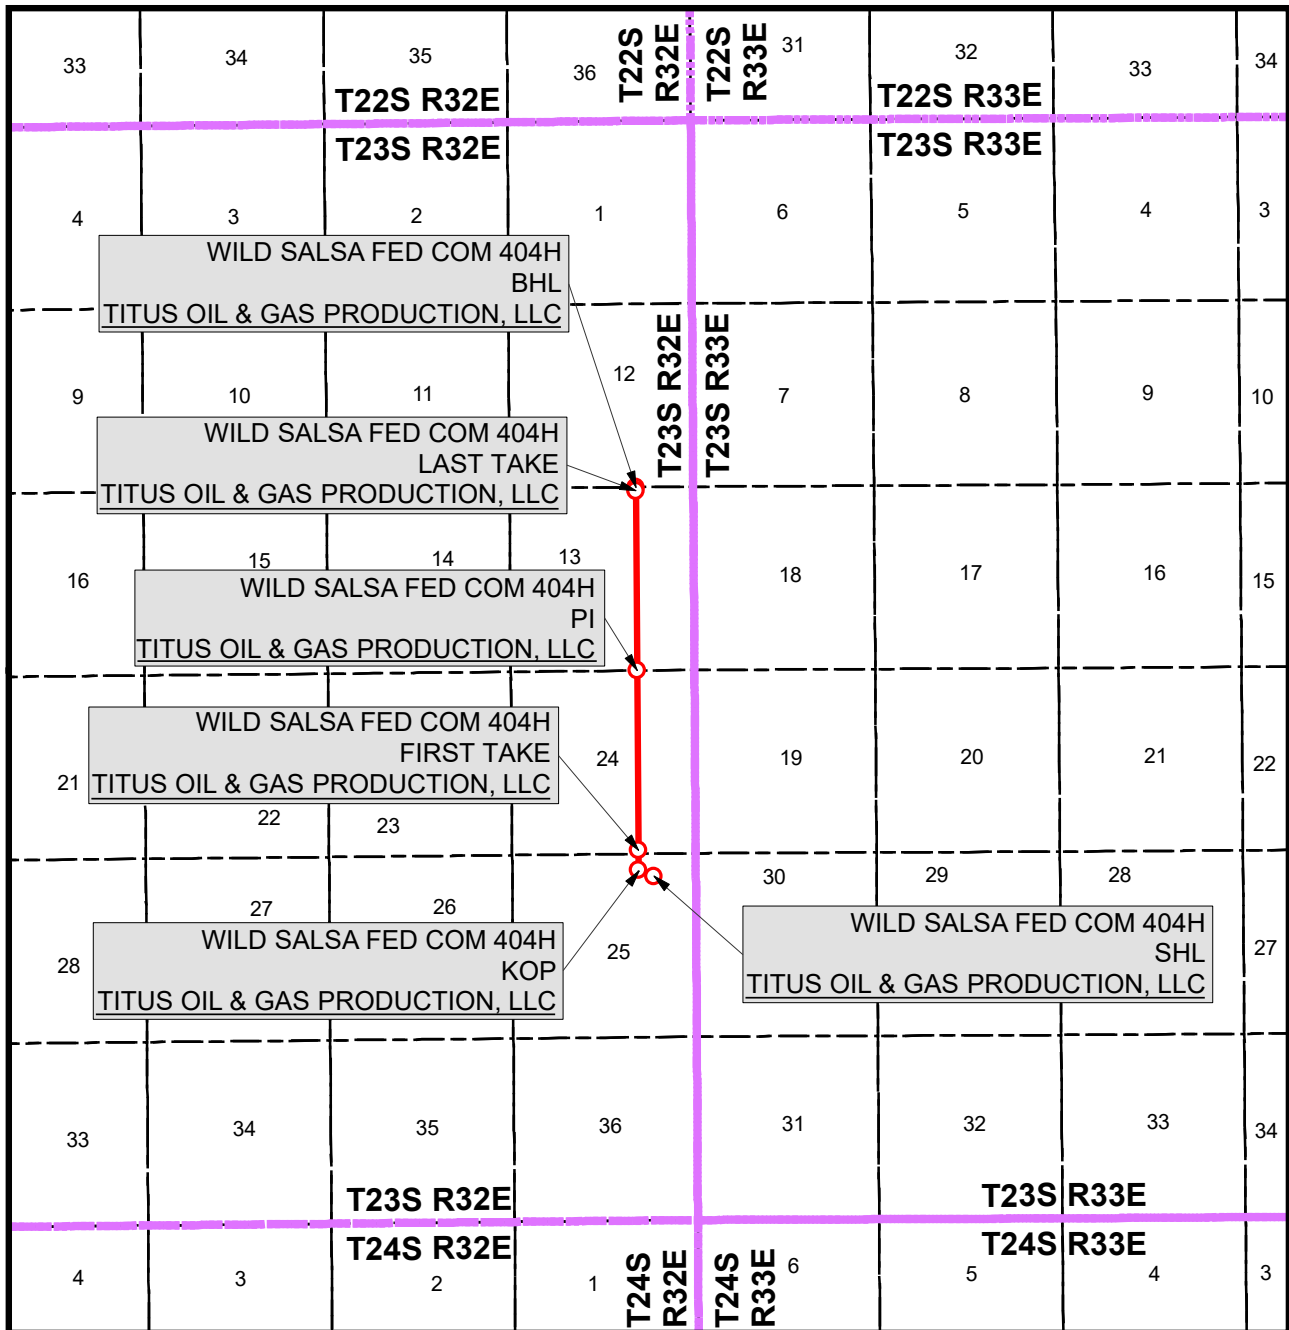 33 34 35 36 T22S R32E T22S R33E 31 32 33 34
T22S R32E T22S R33E
T23S R32E T23S R33E
4 3 2 1 6 5 4 3
WILD SALSA FED COM 404H
BHL
TITUS OIL & GAS PRODUCTION, LLC
T23S R32E T23S R33E
9 10 11 12 7 8 9 10
WILD SALSA FED COM 404H
LAST TAKE
TITUS OIL & GAS PRODUCTION, LLC
16 15 14 13 18 17 16 15
WILD SALSA FED COM 404H
PI
TITUS OIL & GAS PRODUCTION, LLC
WILD SALSA FED COM 404H
FIRST TAKE
TITUS OIL & GAS PRODUCTION, LLC
21 22 23 24 19 20 21 22
27 26 30 29 28
WILD SALSA FED COM 404H
KOP
TITUS OIL & GAS PRODUCTION, LLC
28 25 27
WILD SALSA FED COM 404H
SHL
TITUS OIL & GAS PRODUCTION, LLC
33 34 35 36 31 32 33 34
T23S R32E T23S R33E
T24S R32E T24S R33E
4 3 2 1 T24S R32E T24S R33E 6 5 4 3